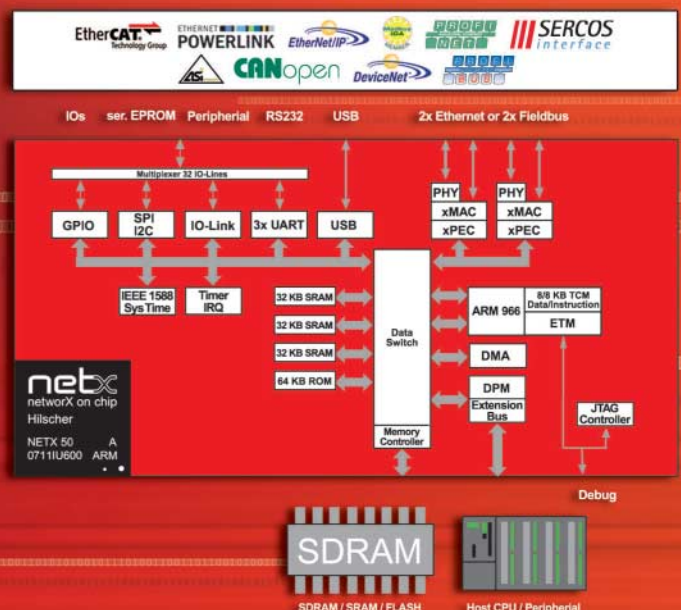 EtherCAT.
Technology Group
ETHERNET
POWERLINK
EtherNet/IP
Modbus
IDA
PROFI
NET
SERCOS
interface
ASi
CANopen
DeviceNet
PROFI
BUS
IOs ser. EPROM Peripherial RS232 USB 2x Ethernet or 2x Fieldbus
Multiplexer 32 IO-Lines
GPIO
SPI
I2C
IO-Link
3x UART
USB
PHY
xMAC
xPEC
PHY
xMAC
xPEC
IEEE 1588
SysTime
Timer
IRQ
32 KB SRAM
32 KB SRAM
32 KB SRAM
64 KB ROM
Data
Switch
Memory
Controller
ARM 966
8/8 KB TCM
Data/Instruction
ETM
DMA
DPM
Extension
Bus
JTAG
Controller
Debug
netx
networX on chip
Hilscher
NETX 50 A
0711IU600 ARM
SDRAM
SDRAM / SRAM / FLASH
Host CPU / Peripherial